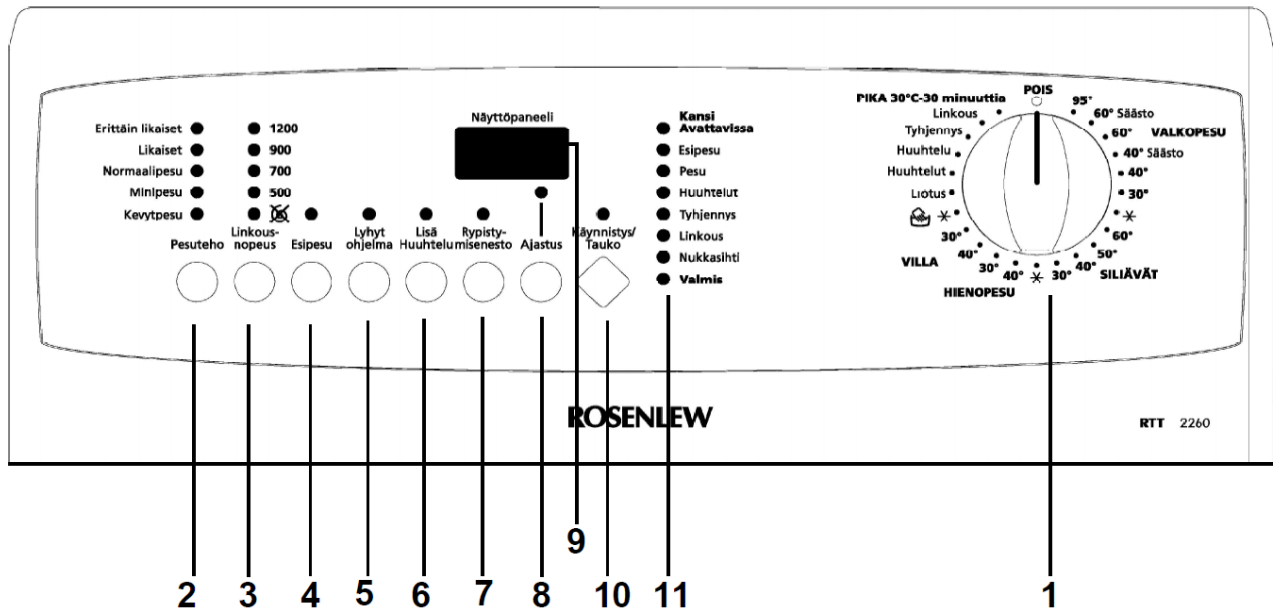 Erittäin likaiset
Likaiset
Normaalipesu
Minipesu
Kevytpesu
1200
900
700
500
Pesuteho
Linkous-
nopeus
Esipesu
Lyhyt
ohjelma
Lisä
Huuhtelu
Rypisty-
misenesto
Ajastus
Käynnistys/
Tauko
Näyttöpaneeli
Kansi
Avattavissa
Esipesu
Pesu
Huuhtelut
Tyhjennys
Linkous
Nukkasihti
Valmis
PIKA 30°C-30 minuuttia
POIS
Linkous
Tyhjennys
Huuhtelu
Huuhtelut
Liotus
95°
60° Säästo
60°
VALKOPESU
40° Säästo
40°
30°
60°
50°
40°
SILIÄVÄT
30°
40°
30°
HIENOPESU
40°
30°
VILLA
ROSENLEW
RTT 2260
2 3 4 5 6 7 8 9 10 11 1